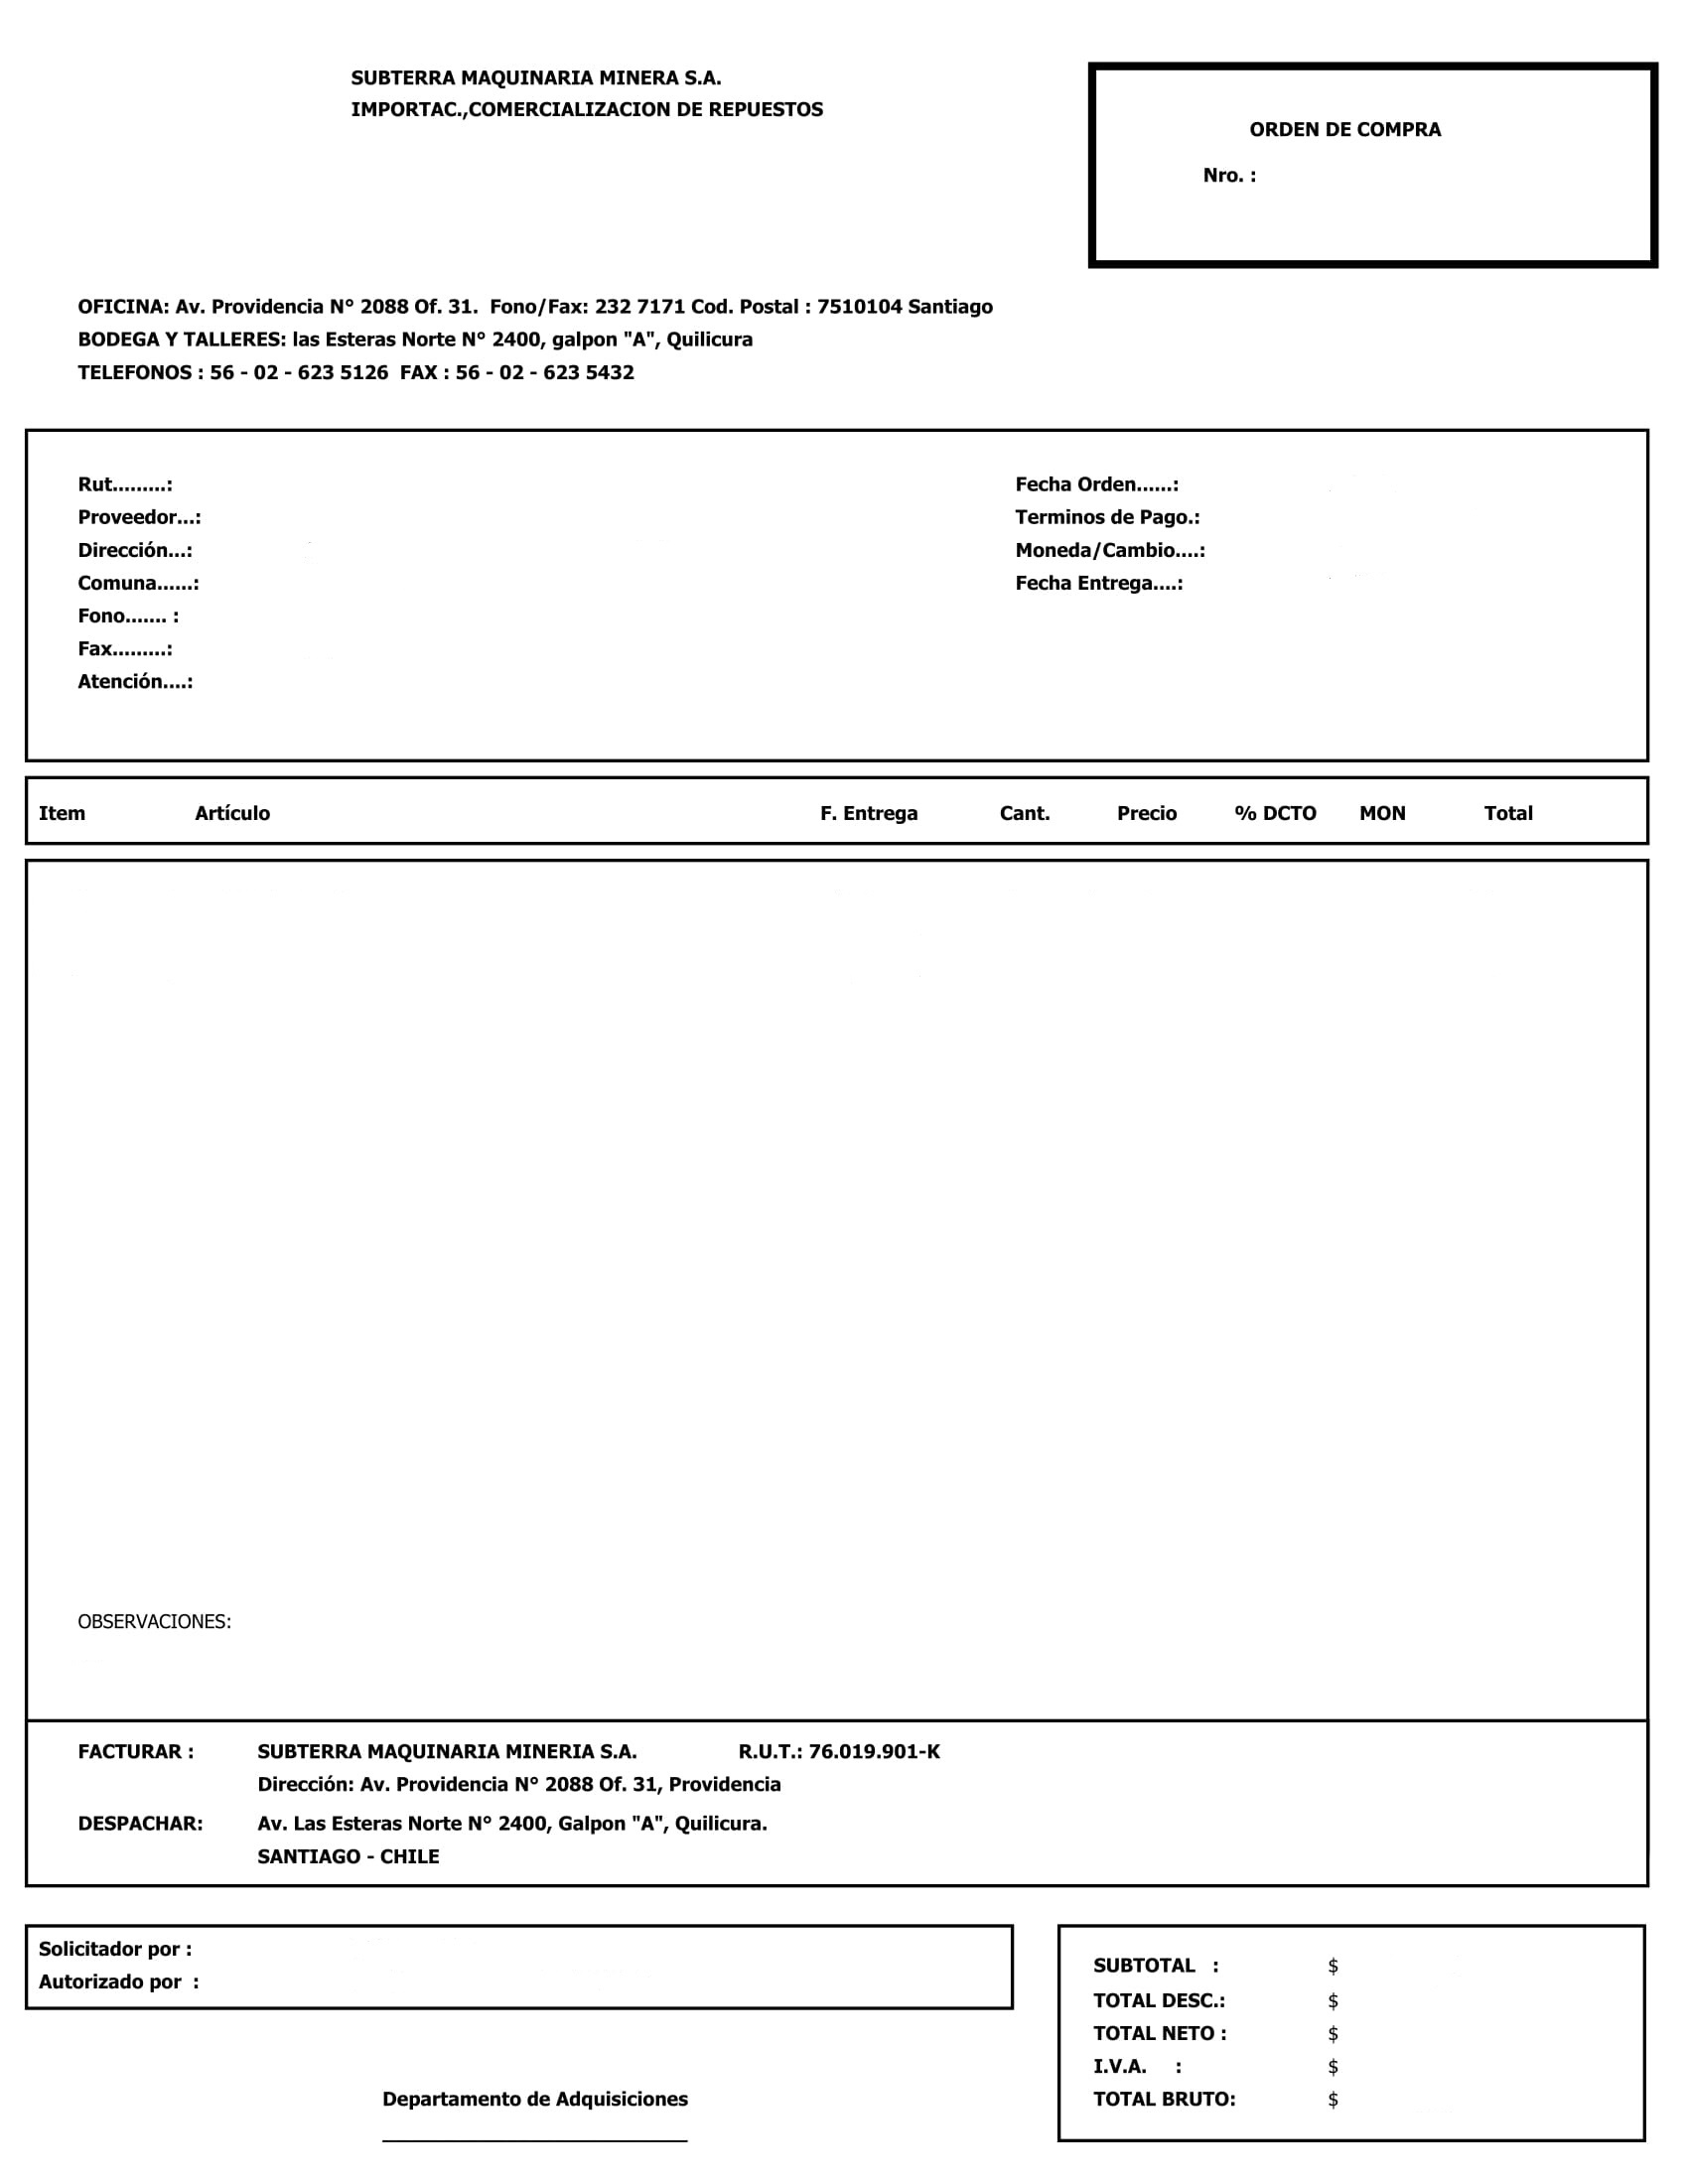 SUBTERRA MAQUINARIA MINERA S.A.
IMPORTAC.,COMERCIALIZACION DE REPUESTOS
ORDEN DE COMPRA
Nro. :
OFICINA: Av. Providencia N° 2088 Of. 31.  Fono/Fax: 232 7171 Cod. Postal : 7510104 Santiago
BODEGA Y TALLERES: las Esteras Norte N° 2400, galpon "A", Quilicura
TELEFONOS : 56 - 02 - 623 5126  FAX : 56 - 02 - 623 5432
Rut.........:
Proveedor...:
Dirección...:
Comuna......:
Fono....... :
Fax.........:
Atención....:
Fecha Orden......:
Terminos de Pago.:
Moneda/Cambio....:
Fecha Entrega....:
Item Artículo F. Entrega Cant. Precio % DCTO MON Total
OBSERVACIONES:
FACTURAR : SUBTERRA MAQUINARIA MINERIA S.A. R.U.T.: 76.019.901-K
Dirección: Av. Providencia N° 2088 Of. 31, Providencia
DESPACHAR: Av. Las Esteras Norte N° 2400, Galpon "A", Quilicura.
SANTIAGO - CHILE
Solicitador por :
Autorizado por :
Departamento de Adquisiciones
SUBTOTAL : $
TOTAL DESC.: $
TOTAL NETO : $
I.V.A. : $
TOTAL BRUTO: $